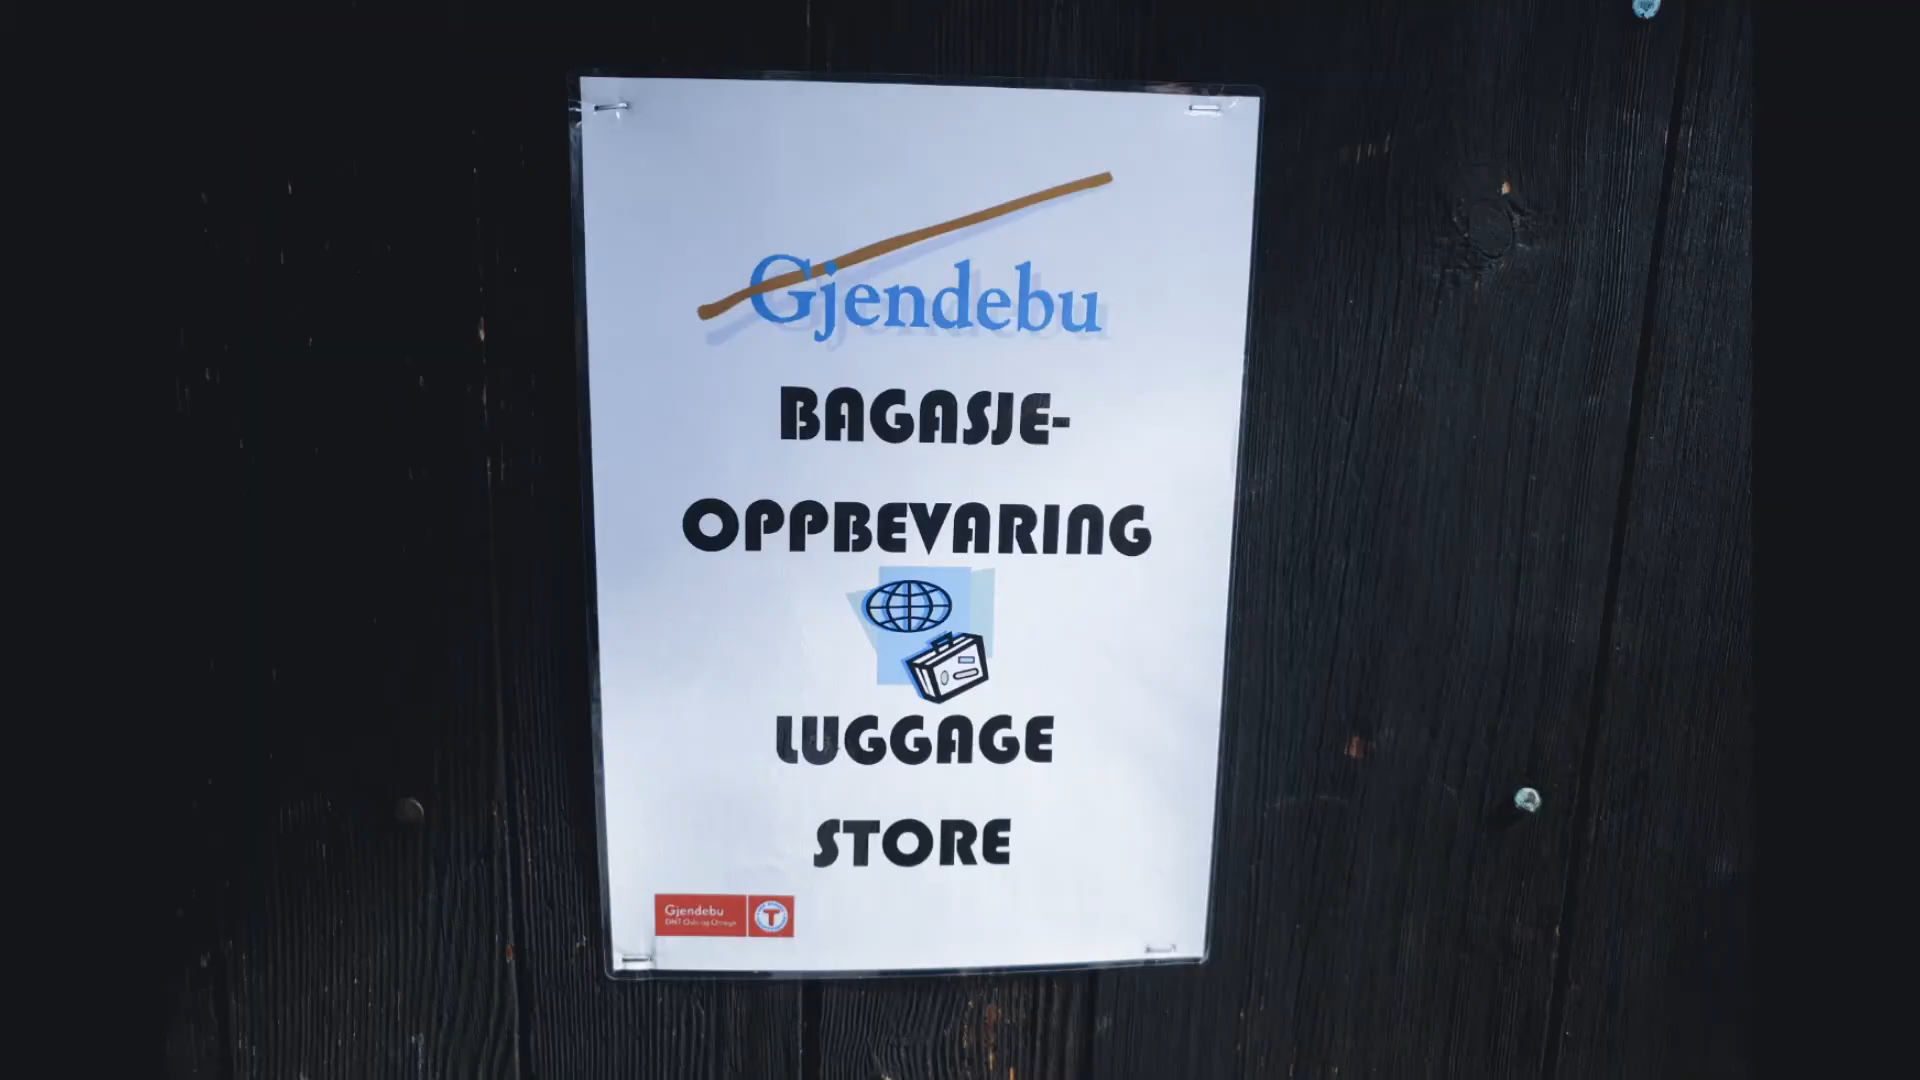 Gjendebu
BAGASJE-
OPPBEVARING
LUGGAGE
STORE
Gjendebu
DNT Oslo og Omegn
T